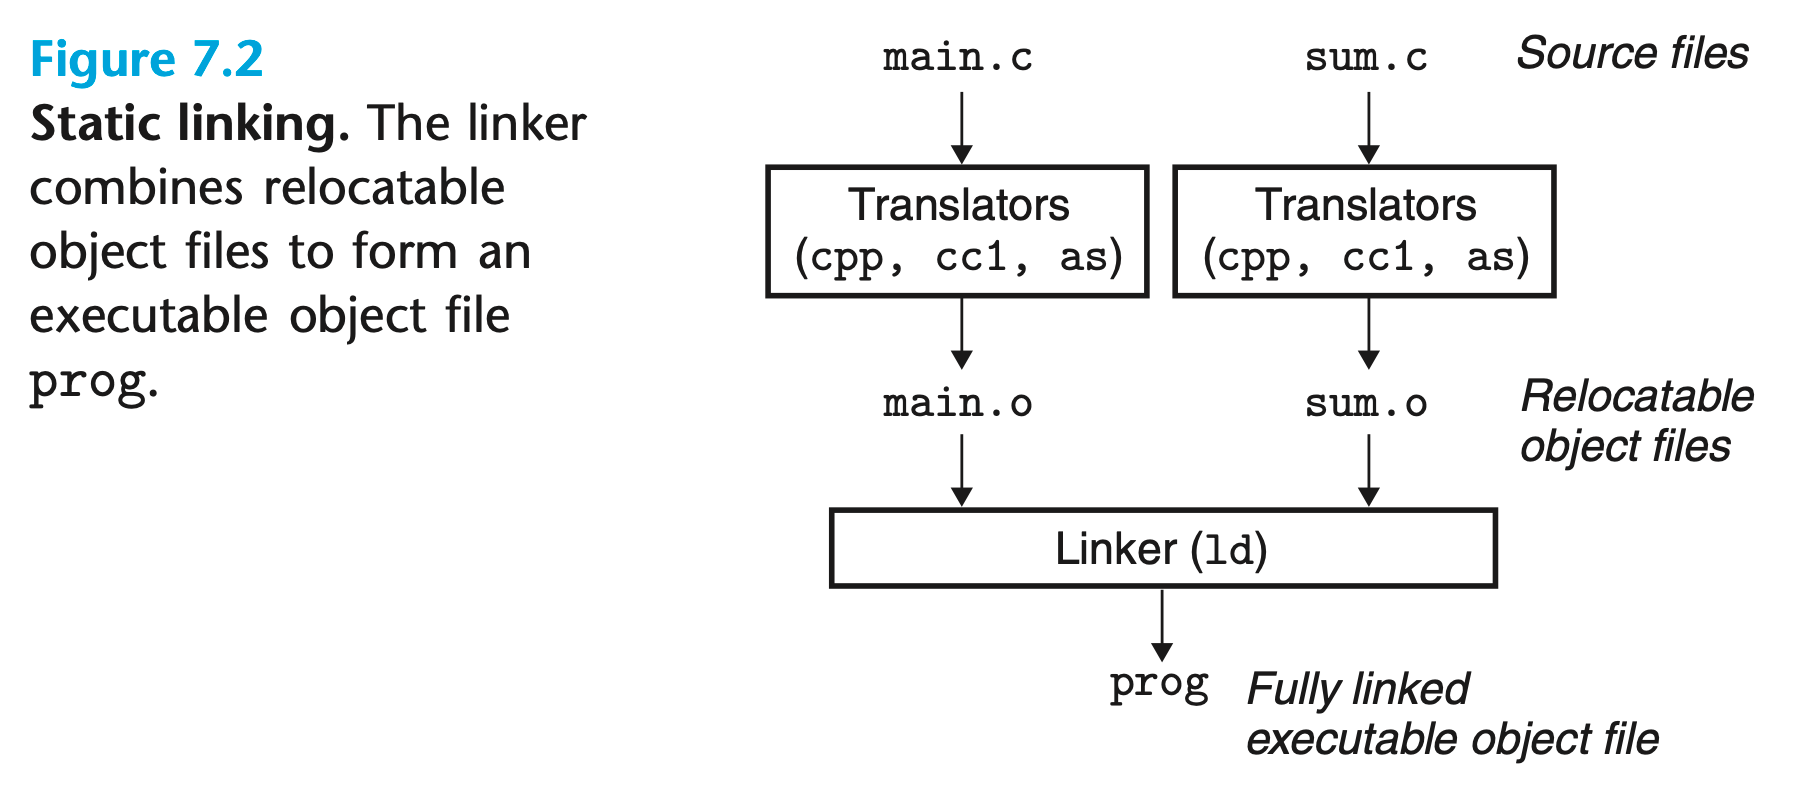 Figure 7.2
Static linking. The linker
combines relocatable
object files to form an
executable object file
prog.
main.c
sum.c
Source files
Translators
(cpp, cc1, as)
Translators
(cpp, cc1, as)
main.o
sum.o
Relocatable
object files
Linker (ld)
prog
Fully linked
executable object file